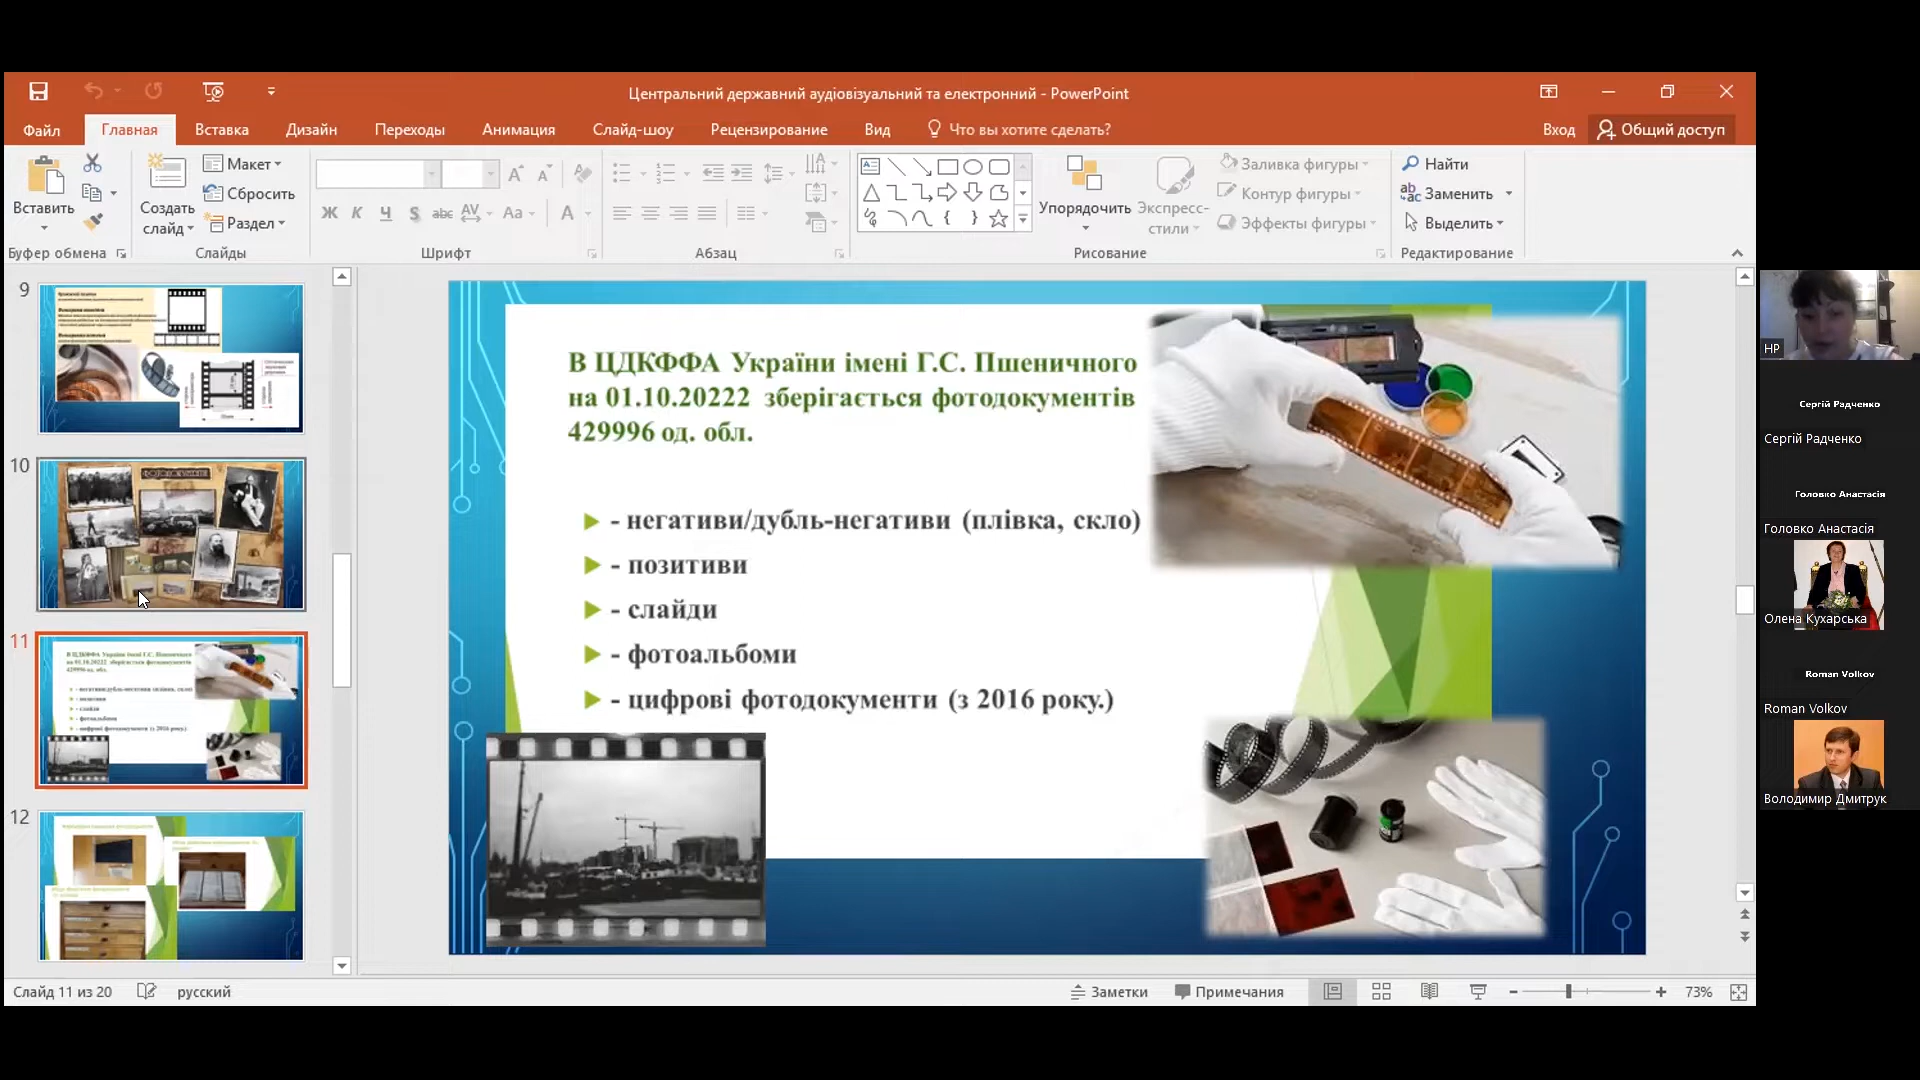 Центральний державний аудіовізуальний та електронний - PowerPoint
Файл
Главная
Вставка
Дизайн
Переходы
Анимация
Слайд-шоу
Рецензирование
Вид
Что вы хотите сделать?
Вход
Общий доступ
Вставить
Создать
слайд
Макет
Сбросить
Раздел
Ж К Ч S abc AV Aa A
Упорядочить
Экспресс-
стили
Заливка фигуры
Контур фигуры
Эффекты фигуры
Найти
Заменить
Выделить
Буфер обмена
Слайды
Шрифт
Абзац
Рисование
Редактирование
9
10
11
12
В ЦДКФФА України імені Г.С. Пшеничного
на 01.10.20222 зберігається фотодокументів
429996 од. обл.
- негативи/дубль-негативи (плівка, скло)
- позитиви
- слайди
- фотоальбоми
- цифрові фотодокументи (з 2016 року.)
НР
Сергій Радченко
Сергій Радченко
Головко Анастасія
Головко Анастасія
Олена Кухарська
Roman Volkov
Roman Volkov
Володимир Дмитрук
Слайд 11 из 20
русский
Заметки
Примечания
73%